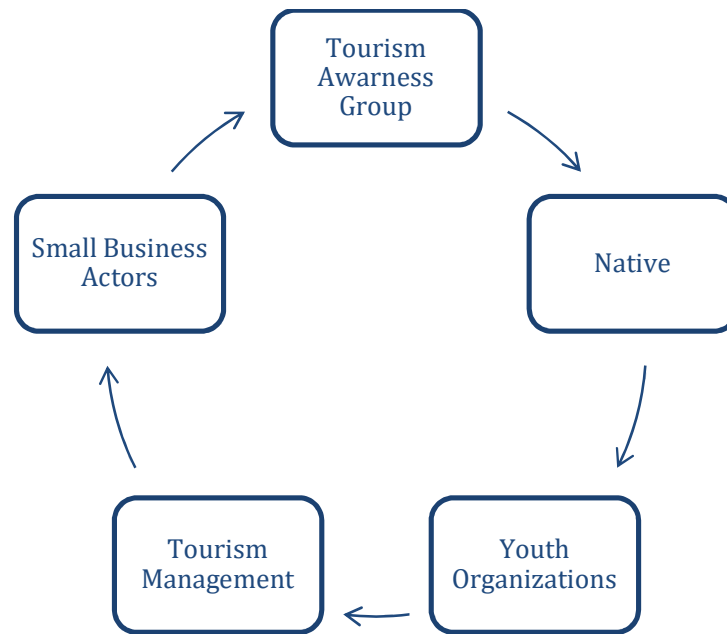 Tourism
Awarness
Group
Native
Youth
Organizations
Tourism
Management
Small Business
Actors